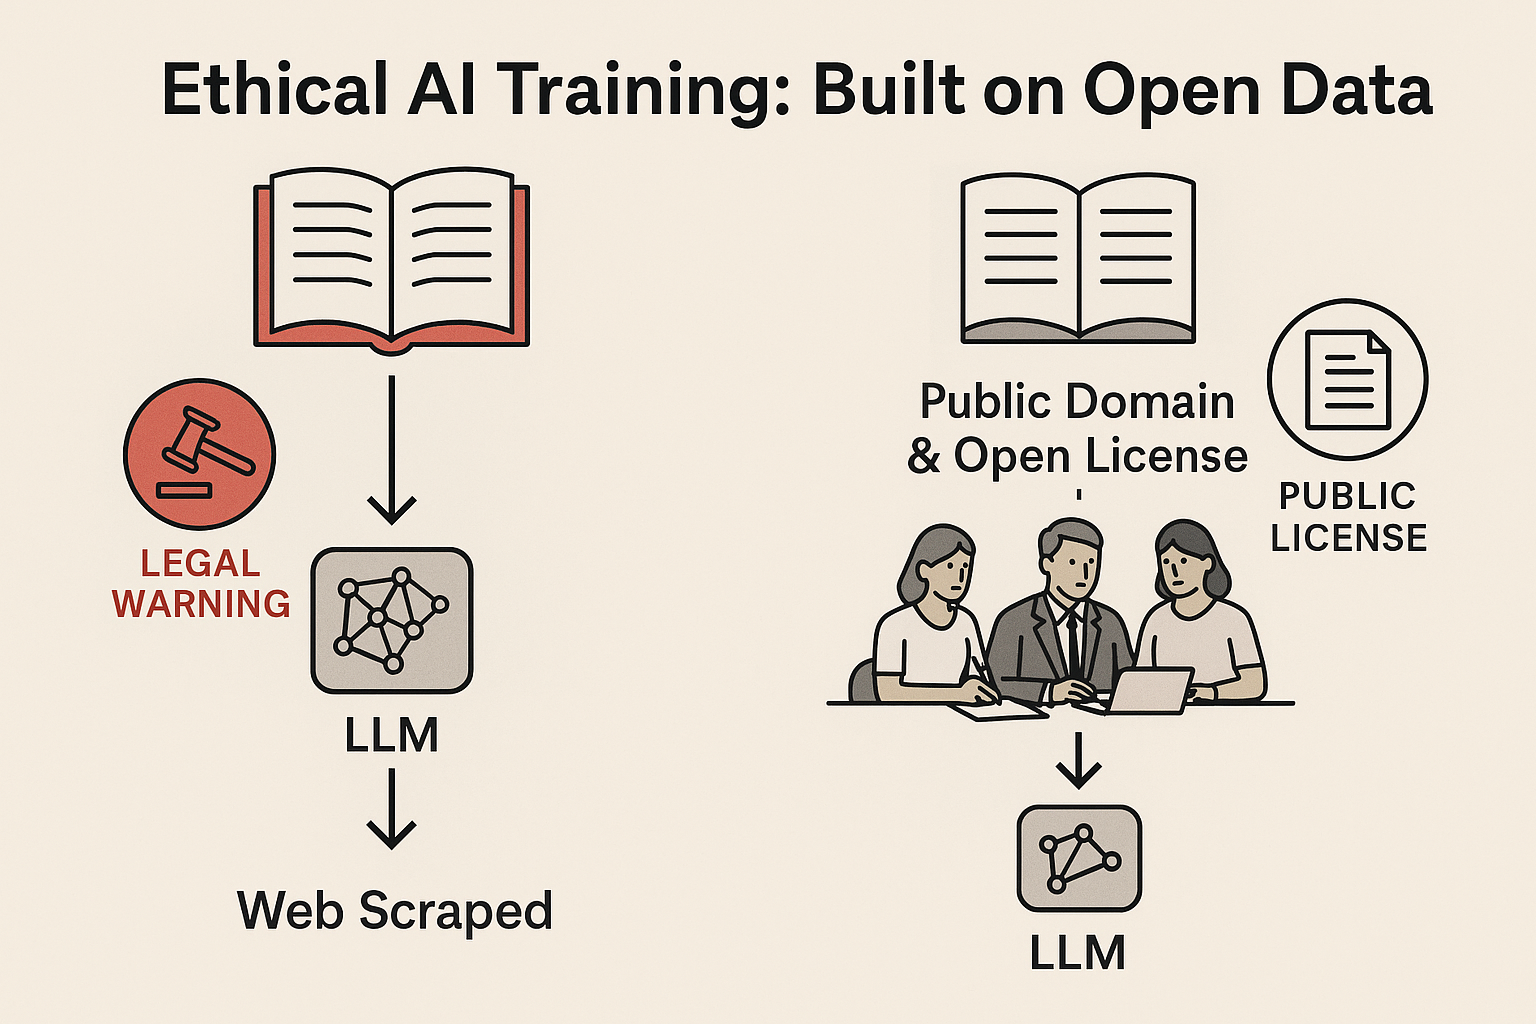 Ethical AI Training: Built on Open Data
LEGAL
WARNING
LLM
Web Scraped
Public Domain
& Open License
PUBLIC
LICENSE
LLM